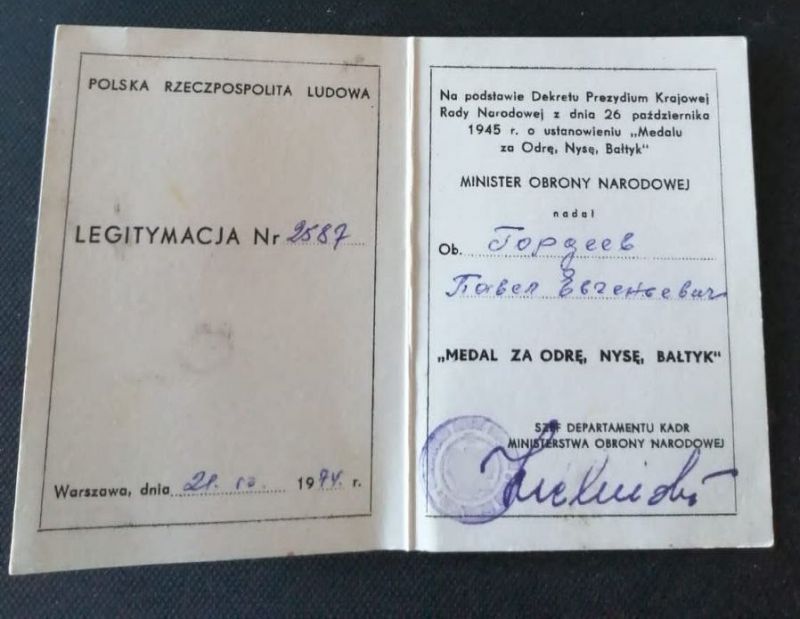 POLSKA RZECZPOSPOLITA LUDOWA
LEGITYMACJA Nr 2587
Warszawa, dnia 21. 1974. r.
Na podstawie Dekretu Prezydium Krajowej
Rady Narodowej z dnia 26 października
1945 r. o ustanowieniu „Medalu
za Odrę, Nysę, Bałtyk"
MINISTER OBRONY NARODOWEJ
nadał
Ob. Гордеев
Павел Евгеньевич
„MEDAL ZA ODRĘ, NYSĘ, BAŁTYK"
SZEF DEPARTAMENTU KADR
MINISTERSTWA OBRONY NARODOWEJ